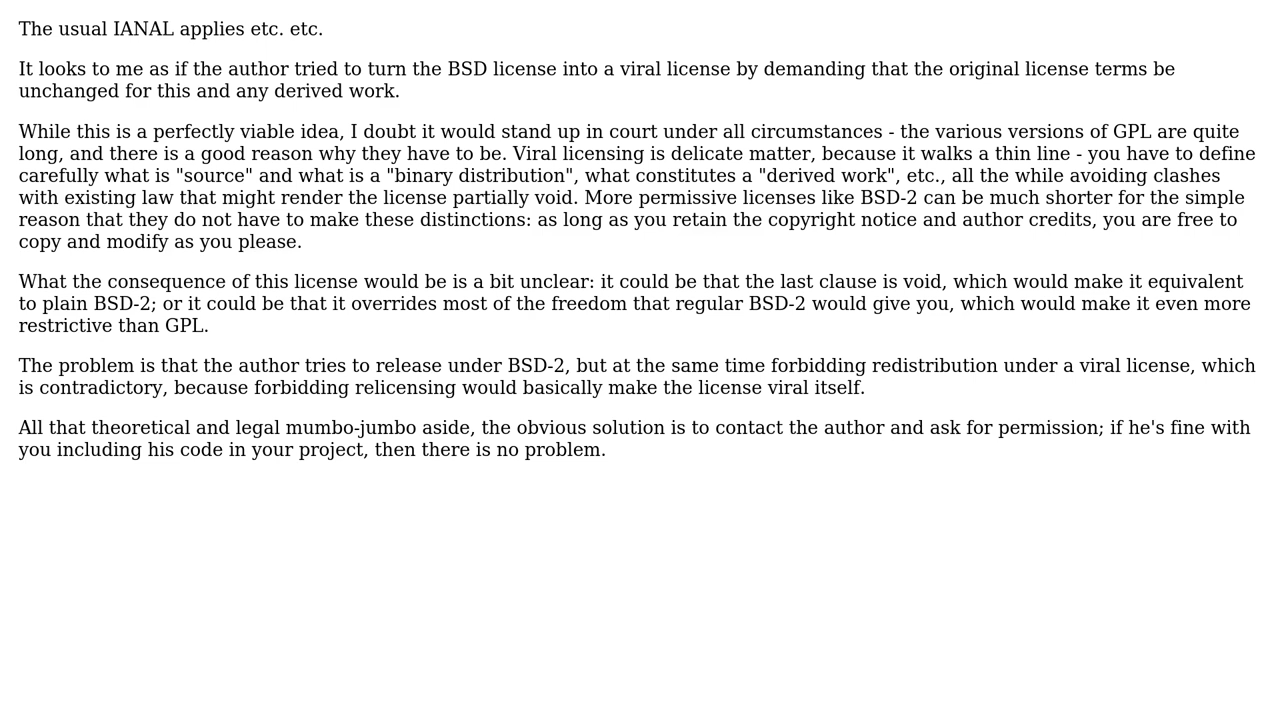 The usual IANAL applies etc. etc.
It looks to me as if the author tried to turn the BSD license into a viral license by demanding that the original license terms be
unchanged for this and any derived work.
While this is a perfectly viable idea, I doubt it would stand up in court under all circumstances - the various versions of GPL are quite
long, and there is a good reason why they have to be. Viral licensing is delicate matter, because it walks a thin line - you have to define
carefully what is "source" and what is a "binary distribution", what constitutes a "derived work", etc., all the while avoiding clashes
with existing law that might render the license partially void. More permissive licenses like BSD-2 can be much shorter for the simple
reason that they do not have to make these distinctions: as long as you retain the copyright notice and author credits, you are free to
copy and modify as you please.
What the consequence of this license would be is a bit unclear: it could be that the last clause is void, which would make it equivalent
to plain BSD-2; or it could be that it overrides most of the freedom that regular BSD-2 would give you, which would make it even more
restrictive than GPL.
The problem is that the author tries to release under BSD-2, but at the same time forbidding redistribution under a viral license, which
is contradictory, because forbidding relicensing would basically make the license viral itself.
All that theoretical and legal mumbo-jumbo aside, the obvious solution is to contact the author and ask for permission; if he's fine with
you including his code in your project, then there is no problem.